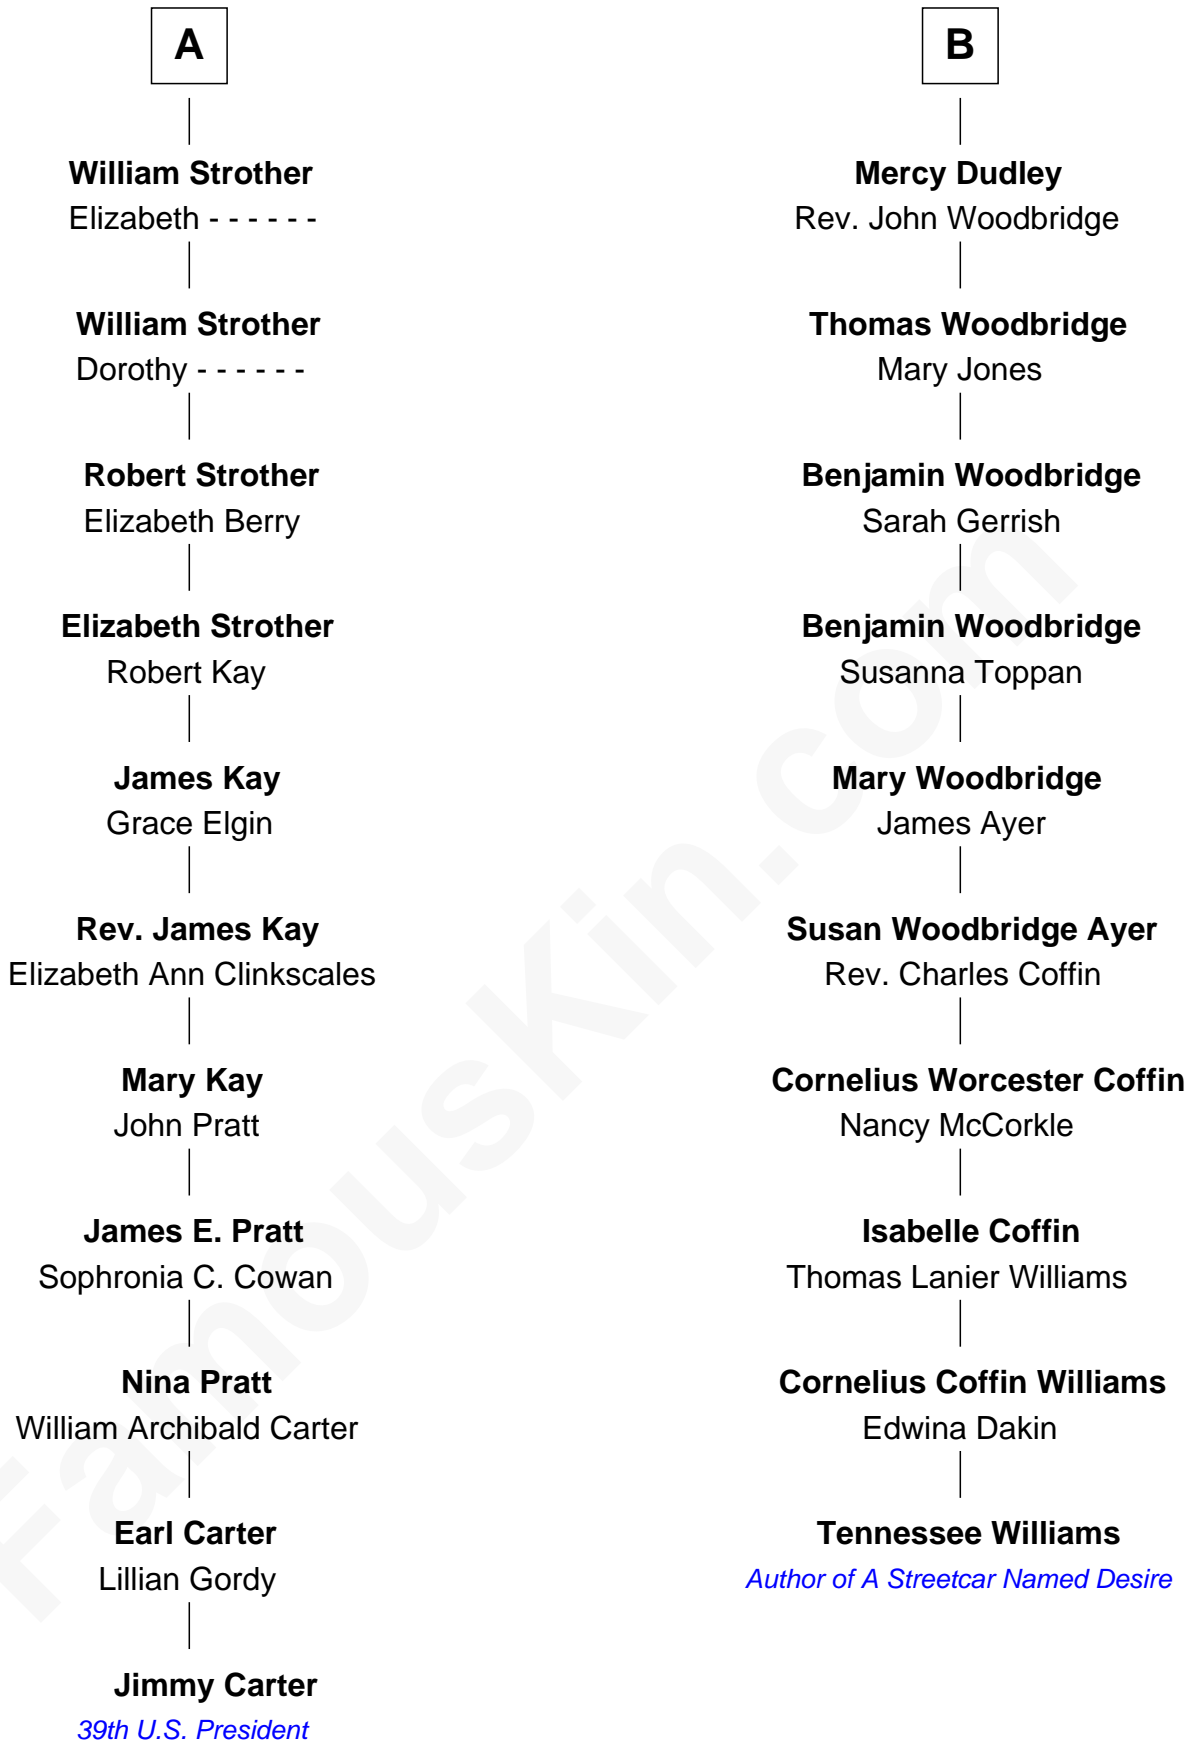 A
William Strother
Elizabeth - - - - - -
William Strother
Dorothy - - - - - -
Robert Strother
Elizabeth Berry
Elizabeth Strother
Robert Kay
James Kay
Grace Elgin
Rev. James Kay
Elizabeth Ann Clinkscales
Mary Kay
John Pratt
James E. Pratt
Sophronia C. Cowan
Nina Pratt
William Archibald Carter
Earl Carter
Lillian Gordy
Jimmy Carter
39th U.S. President
B
Mercy Dudley
Rev. John Woodbridge
Thomas Woodbridge
Mary Jones
Benjamin Woodbridge
Sarah Gerrish
Benjamin Woodbridge
Susanna Toppan
Mary Woodbridge
James Ayer
Susan Woodbridge Ayer
Rev. Charles Coffin
Cornelius Worcester Coffin
Nancy McCorkle
Isabelle Coffin
Thomas Lanier Williams
Cornelius Coffin Williams
Edwina Dakin
Tennessee Williams
Author of A Streetcar Named Desire
FamousKin.com